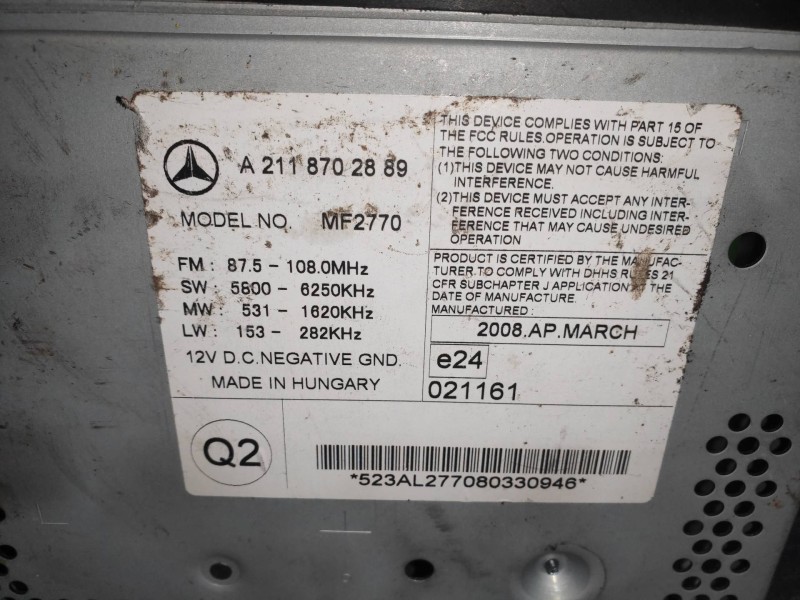 A 211 870 28 89
MODEL NO. MF2770
FM : 87.5 - 108.0MHz
SW : 5800 - 6250KHz
MW : 531 - 1620KHz
LW : 153 - 282KHz
12V D.C.NEGATIVE GND.
MADE IN HUNGARY
THIS DEVICE COMPLIES WITH PART 15 OF
THE FCC RULES.OPERATION IS SUBJECT TO
THE FOLLOWING TWO CONDITIONS:
(1)THIS DEVICE MAY NOT CAUSE HARMFUL
INTERFERENCE.
(2)THIS DEVICE MUST ACCEPT ANY INTER-
FERENCE RECEIVED INCLUDING INTER-
FERENCE THAT MAY CAUSE UNDESIRED
OPERATION
PRODUCT IS CERTIFIED BY THE MANUFAC-
TURER.TO COMPLY WITH DHHS RULES 21
CFR SUBCHAPTER J APPLICATION AT THE
DATE OF MANUFACTURE.
MANUFACTURED :
2008.AP.MARCH
e24
021161
Q2
*523AL277080330946*